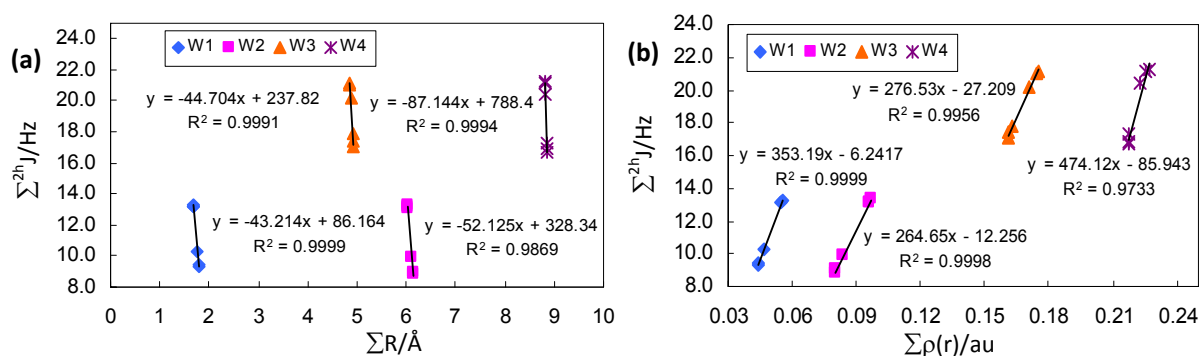 (a)
24.0
22.0
20.0
18.0
16.0
14.0
12.0
10.0
8.0
∑²ʰJ/Hz
W1 W2 W3 W4
y = -44.704x + 237.82
R² = 0.9991
y = -87.144x + 788.4
R² = 0.9994
y = -43.214x + 86.164
R² = 0.9999
y = -52.125x + 328.34
R² = 0.9869
0 1 2 3 4 5 6 7 8 9 10
∑R/Å
(b)
24.0
22.0
20.0
18.0
16.0
14.0
12.0
10.0
8.0
∑²ʰJ/Hz
W1 W2 W3 W4
y = 276.53x - 27.209
R² = 0.9956
y = 353.19x - 6.2417
R² = 0.9999
y = 474.12x - 85.943
R² = 0.9733
y = 264.65x - 12.256
R² = 0.9998
0.03 0.06 0.09 0.12 0.15 0.18 0.21 0.24
∑ρ(r)/au